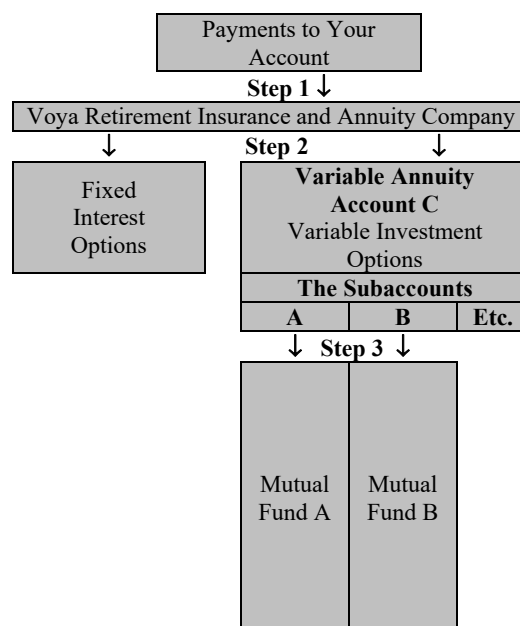 Payments to Your
Account
Step 1 ↓
Voya Retirement Insurance and Annuity Company
↓ Step 2 ↓
Fixed
Interest
Options
Variable Annuity
Account C
Variable Investment
Options
The Subaccounts
A B Etc.
↓ Step 3 ↓
Mutual
Fund A
Mutual
Fund B